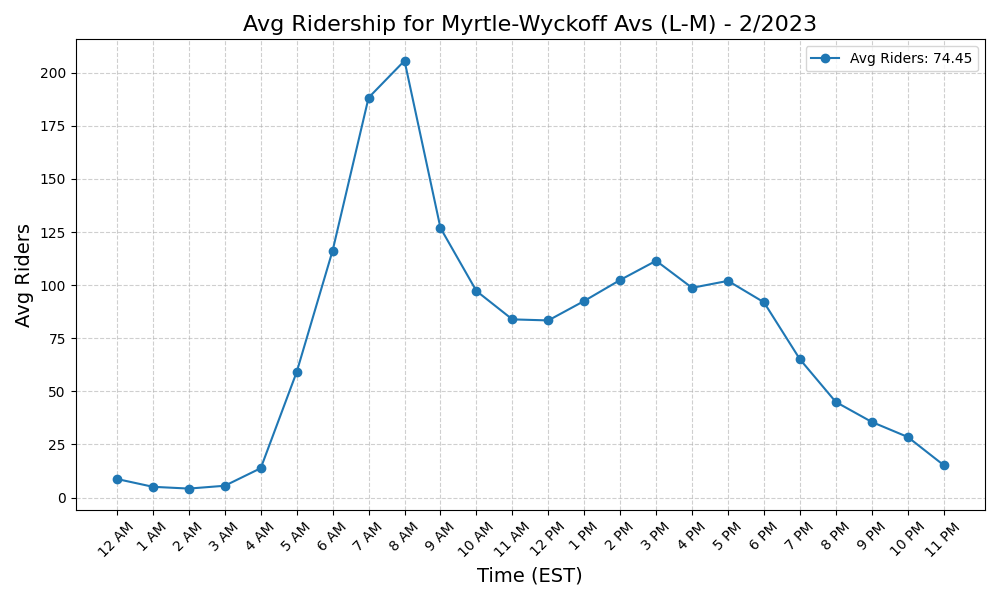 Avg Ridership for Myrtle-Wyckoff Avs (L-M) - 2/2023
Avg Riders: 74.45
200
175
150
125
100
75
50
25
0
Avg Riders
12 AM
1 AM
2 AM
3 AM
4 AM
5 AM
6 AM
7 AM
8 AM
9 AM
10 AM
11 AM
12 PM
1 PM
2 PM
3 PM
4 PM
5 PM
6 PM
7 PM
8 PM
9 PM
10 PM
11 PM
Time (EST)